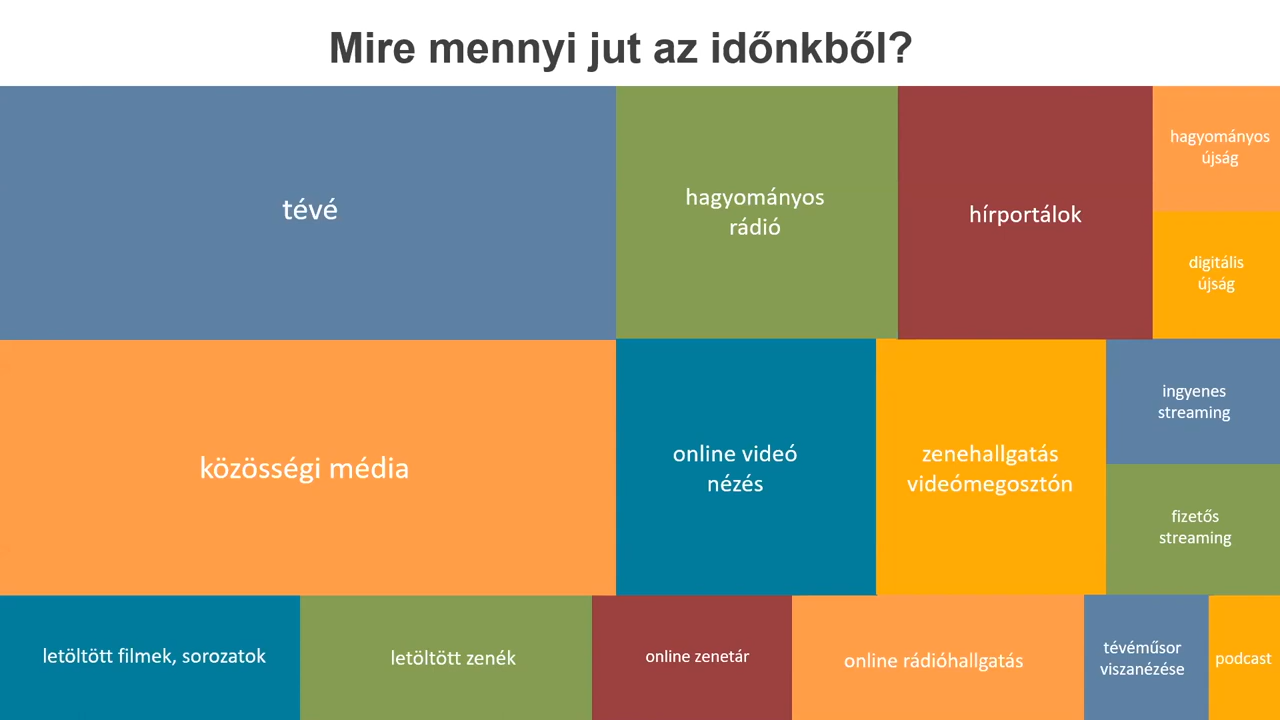 Mire mennyi jut az időnkből?
tévé
hagyományos
rádió
hírportálok
hagyományos
újság
digitális
újság
közösségi média
online videó
nézés
zenehallgatás
videómegosztón
ingyenes
streaming
fizetős
streaming
letöltött filmek, sorozatok
letöltött zenék
online zenetár
online rádióhallgatás
tévéműsor
viszanézése
podcast